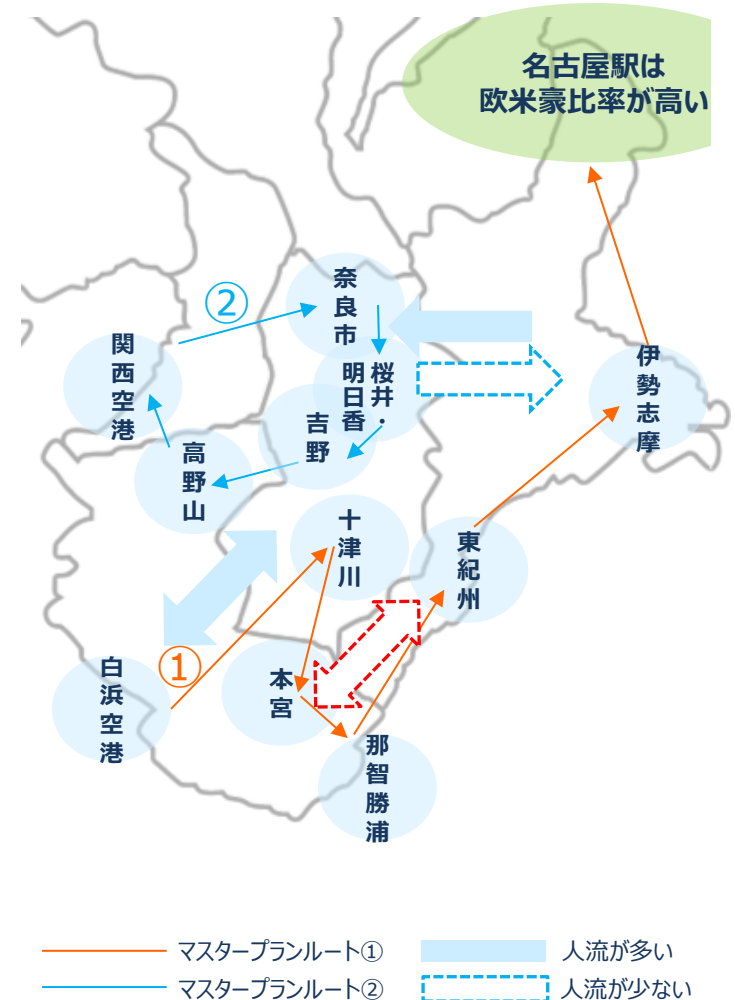 名古屋駅は
欧米豪比率が高い
奈良市
②
関西空港
桜井・
明日香
伊勢志摩
吉野
高野山
十津川
東紀州
①
白浜空港
本宮
那智勝浦
マスタープランルート①
人流が多い
マスタープランルート②
人流が少ない